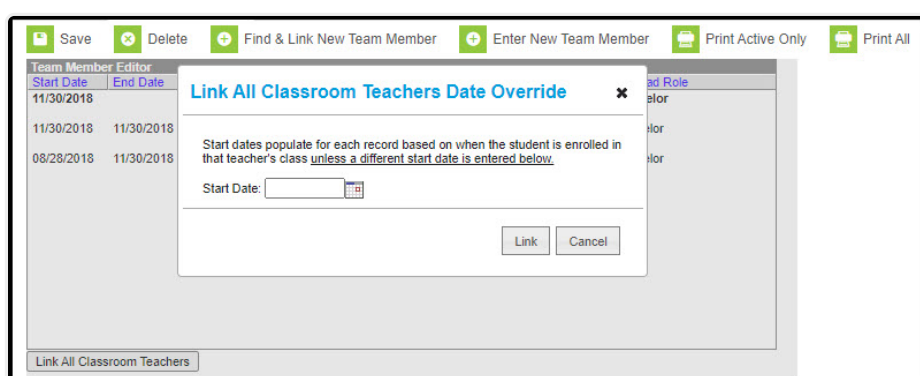 Save Delete Find & Link New Team Member Enter New Team Member Print Active Only Print All
Team Member Editor
Start Date End Date Role
11/30/2018
11/30/2018 11/30/2018
08/28/2018 11/30/2018
Link All Classroom Teachers Date Override
Start dates populate for each record based on when the student is enrolled in
that teacher's class unless a different start date is entered below.
Start Date:
Link Cancel
Link All Classroom Teachers